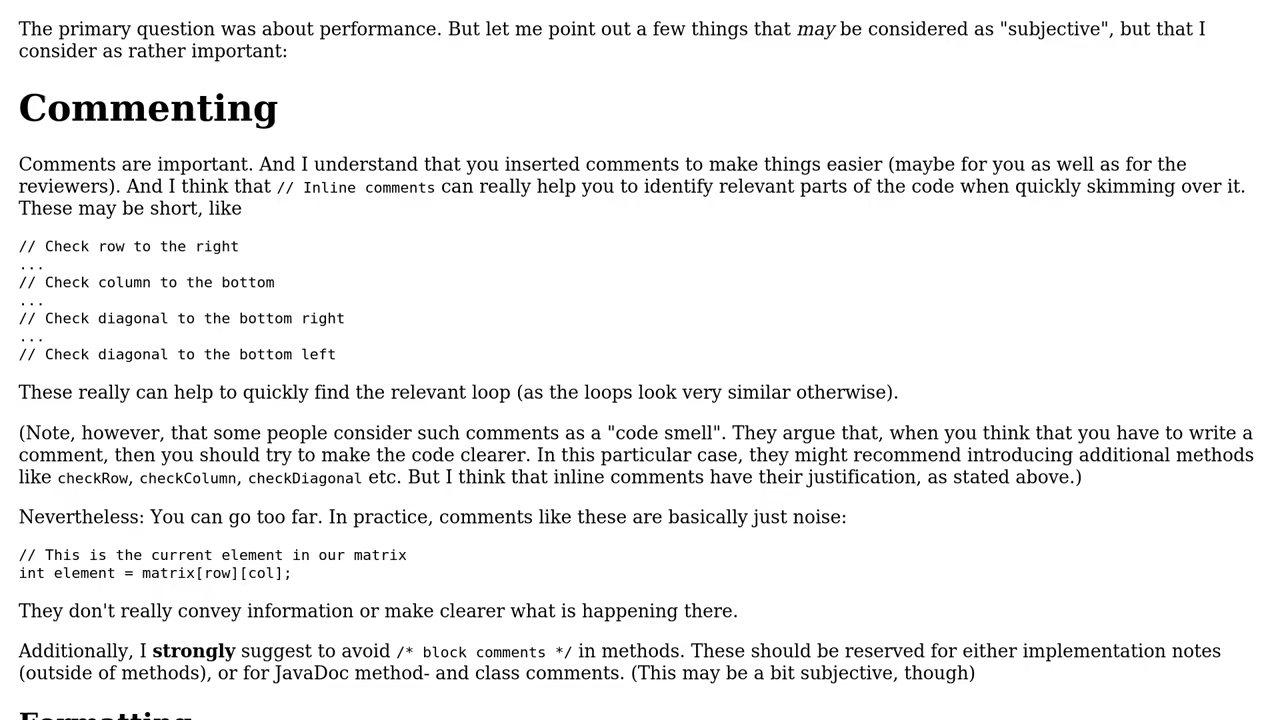 The primary question was about performance. But let me point out a few things that may be considered as "subjective", but that I
consider as rather important:
Commenting
Comments are important. And I understand that you inserted comments to make things easier (maybe for you as well as for the
reviewers). And I think that // Inline comments can really help you to identify relevant parts of the code when quickly skimming over it.
These may be short, like
// Check row to the right
...
// Check column to the bottom
...
// Check diagonal to the bottom right
...
// Check diagonal to the bottom left
These really can help to quickly find the relevant loop (as the loops look very similar otherwise).
(Note, however, that some people consider such comments as a "code smell". They argue that, when you think that you have to write a
comment, then you should try to make the code clearer. In this particular case, they might recommend introducing additional methods
like checkRow, checkColumn, checkDiagonal etc. But I think that inline comments have their justification, as stated above.)
Nevertheless: You can go too far. In practice, comments like these are basically just noise:
// This is the current element in our matrix
int element = matrix[row][col];
They don't really convey information or make clearer what is happening there.
Additionally, I strongly suggest to avoid /* block comments */ in methods. These should be reserved for either implementation notes
(outside of methods), or for JavaDoc method- and class comments. (This may be a bit subjective, though)
Formatting